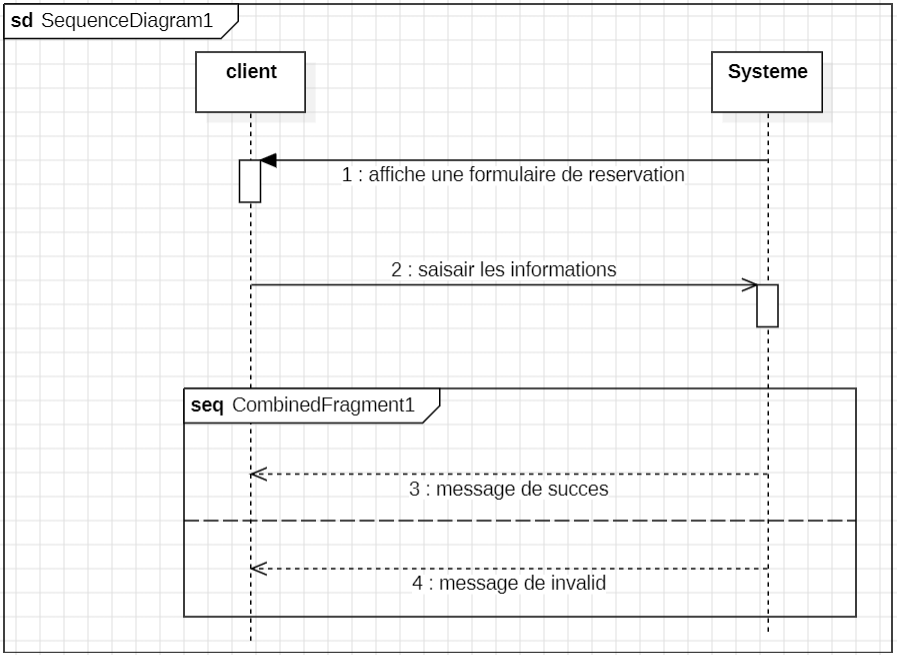 sd SequenceDiagram1
client
Systeme
1 : affiche une formulaire de reservation
2 : saisair les informations
seq CombinedFragment1
3 : message de succes
4 : message de invalid